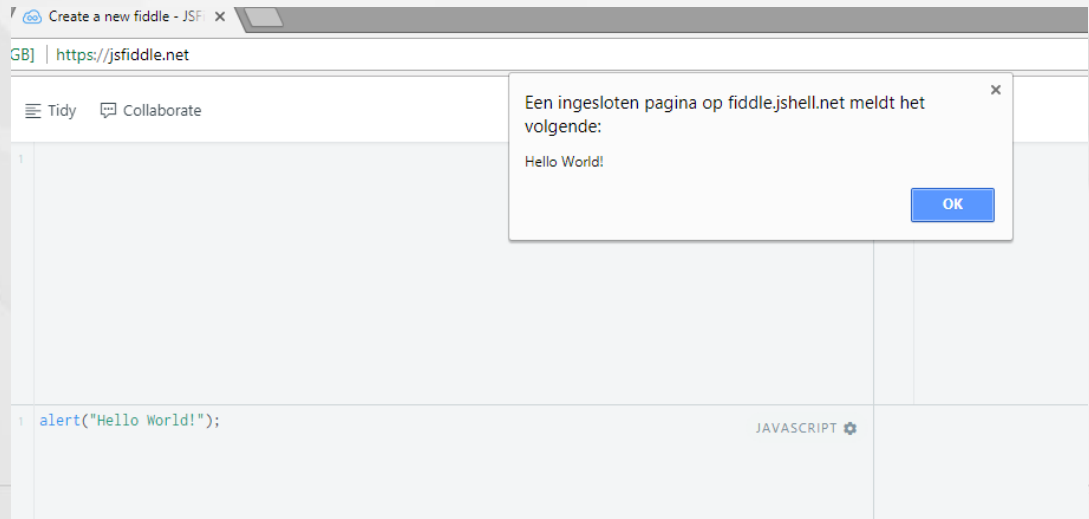 Create a new fiddle - JSF
GB] https://jsfiddle.net
Tidy Collaborate
Een ingesloten pagina op fiddle.jshell.net meldt het
volgende:
Hello World!
OK
1
1 alert("Hello World!");
JAVASCRIPT